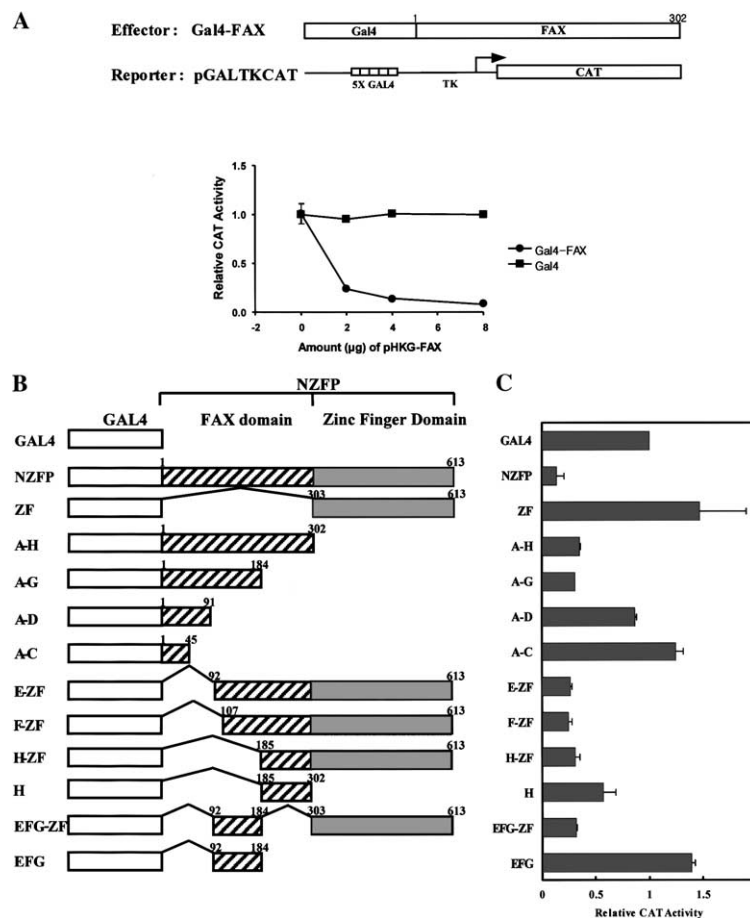 A
Effector : Gal4-FAX
Gal4
1
FAX
302
Reporter : pGALTKCAT
5X GAL4
TK
CAT
Relative CAT Activity
1.5
1.0
0.5
0.0
-2
0
2
4
6
8
Amount (µg) of pHKG-FAX
Gal4-FAX
Gal4
B
NZFP
GAL4
FAX domain
Zinc Finger Domain
GAL4
NZFP
1
613
ZF
303
613
A-H
1
302
A-G
1
184
A-D
1
91
A-C
1
45
E-ZF
92
613
F-ZF
107
613
H-ZF
185
613
H
185
302
EFG-ZF
92
184
303
613
EFG
92
184
C
GAL4
NZFP
ZF
A-H
A-G
A-D
A-C
E-ZF
F-ZF
H-ZF
H
EFG-ZF
EFG
0
0.5
1
1.5
Relative CAT Activity